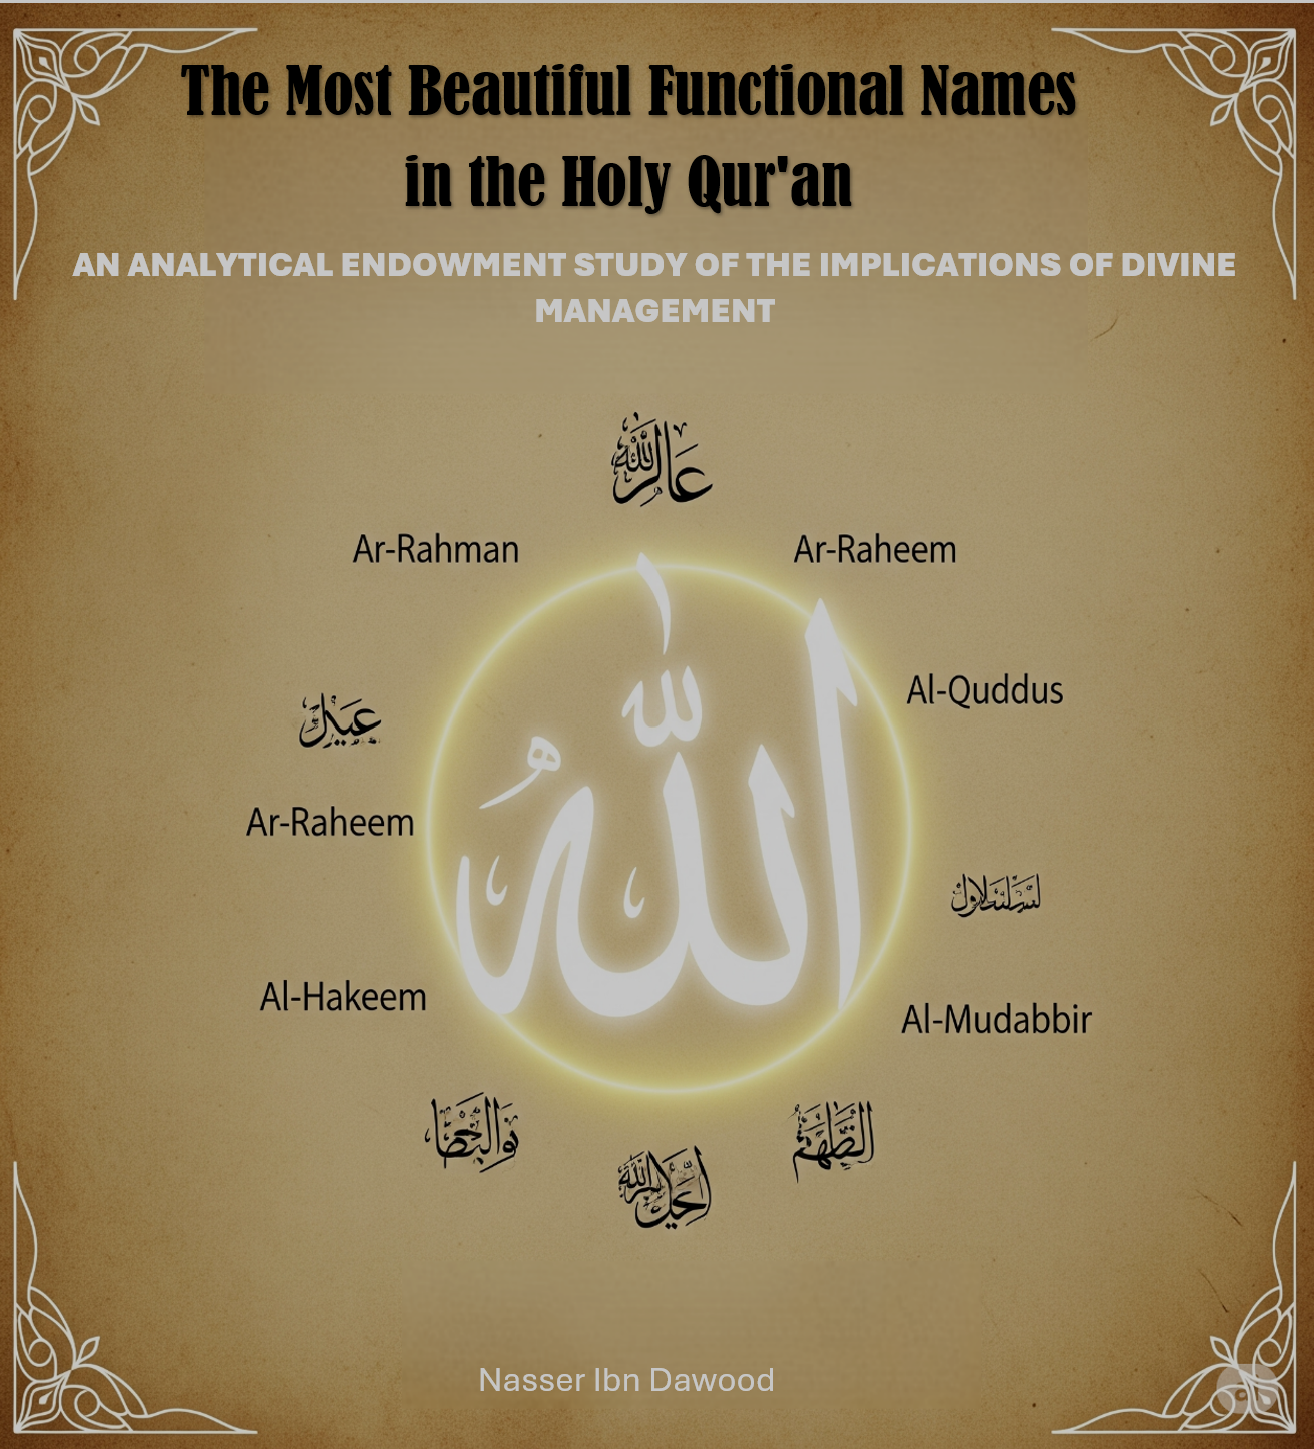 The Most Beautiful Functional Names
in the Holy Qur'an
AN ANALYTICAL ENDOWMENT STUDY OF THE IMPLICATIONS OF DIVINE
MANAGEMENT
Ar-Rahman
Ar-Raheem
الله
Al-Quddus
Ar-Raheem
Al-Hakeem
Al-Mudabbir
Nasser Ibn Dawood